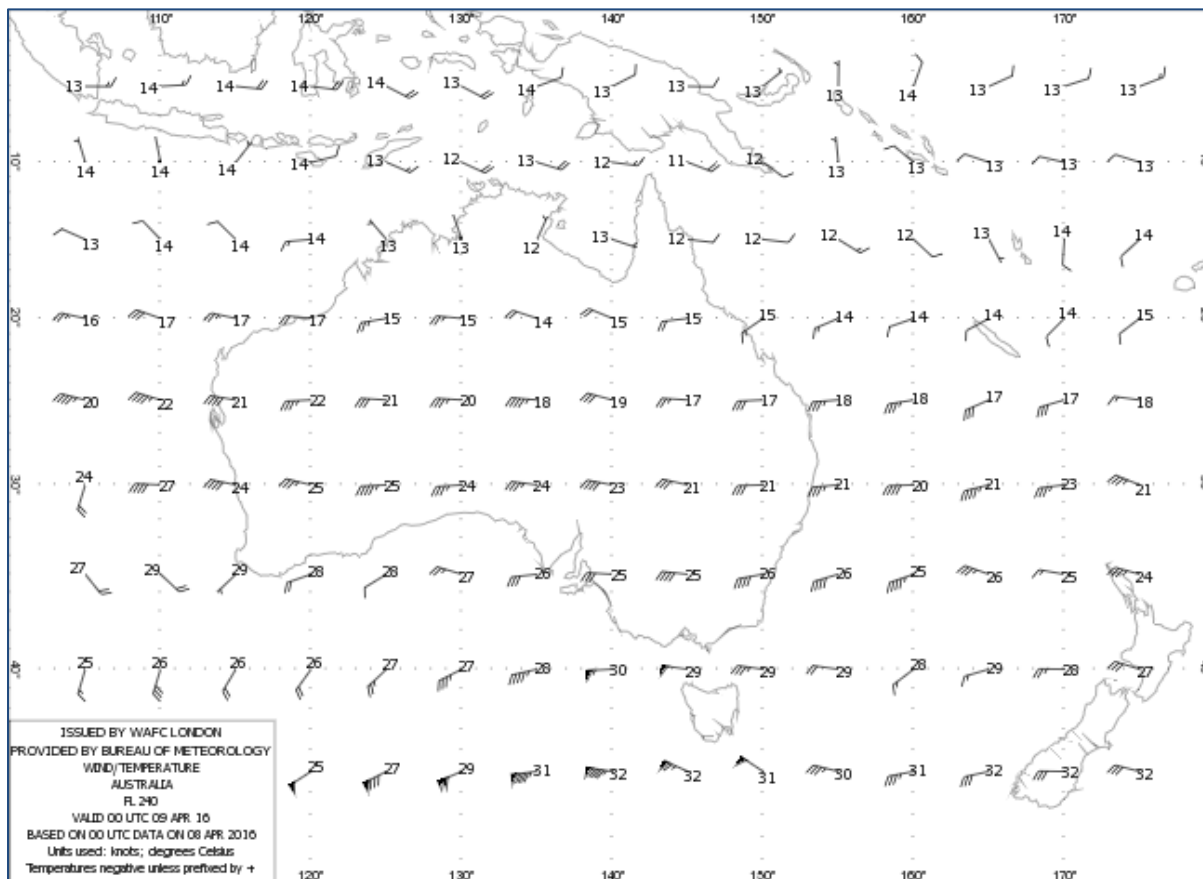 110° 120° 130° 140° 150° 160° 170°
13 14 14 14 14 13 14 13 13 13 13 14 13 13 13
10°
14 14 14 14 13 12 13 12 11 12 13 13 13 13 13
13 14 14 14 13 13 12 13 12 12 12 12 13 14 14
20°
16 17 17 17 15 15 14 15 15 15 14 14 14 14 15
20 22 21 22 21 20 18 19 17 17 18 18 17 17 18
30°
24 27 24 25 25 24 24 23 21 21 21 20 21 23 21
27 29 29 28 28 27 26 25 25 26 26 25 26 25 24
40°
25 26 26 26 27 27 28 30 29 29 29 28 29 28 27
25 27 29 31 32 32 31 30 31 32 32 32
ISSUED BY WAFC LONDON
PROVIDED BY BUREAU OF METEOROLOGY
WIND/TEMPERATURE
AUSTRALIA
FL 240
VALID 00 UTC 09 APR 16
BASED ON 00 UTC DATA ON 08 APR 2016
Units used: knots; degrees Celsius
Temperatures negative unless prefixed by +
120° 130° 140° 150° 160° 170°